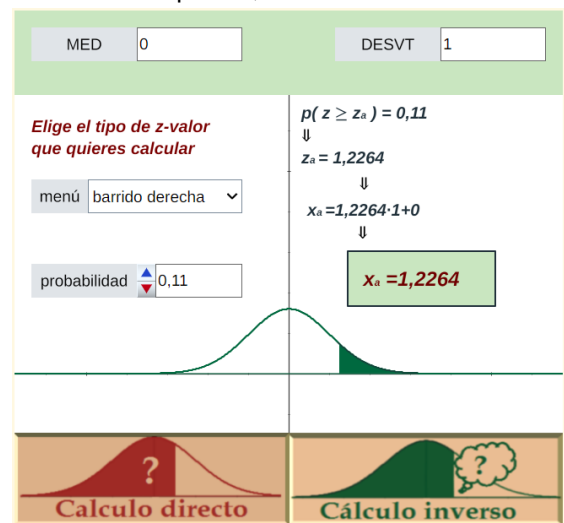 MED 0 DESVT 1
Elige el tipo de z-valor
que quieres calcular
menú barrido derecha
probabilidad 0,11
p( z ≥ zₐ ) = 0,11
⇓
zₐ = 1,2264
⇓
xₐ =1,2264·1+0
⇓
xₐ =1,2264
?
Calculo directo
?
Cálculo inverso